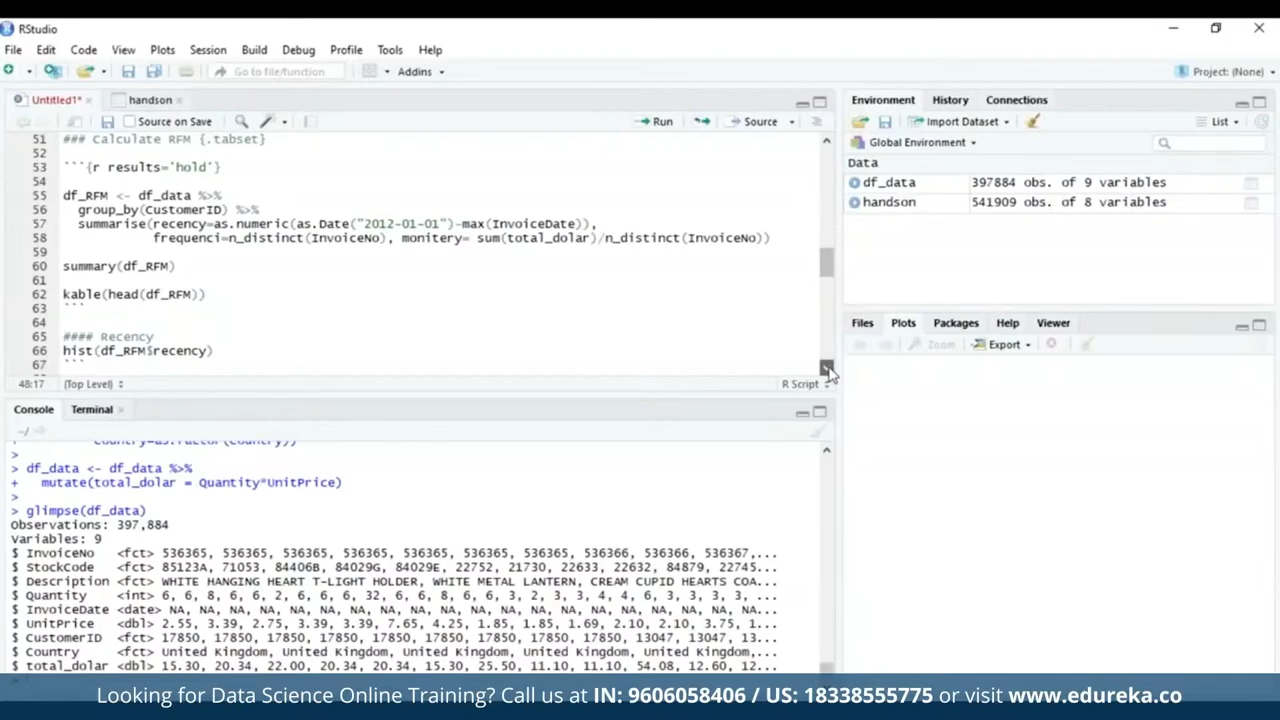 RStudio
File Edit Code View Plots Session Build Debug Profile Tools Help
Go to file/function Addins Project: (None)
Untitled1* handson
Source on Save Run Source
51 ### Calculate RFM {.tabset}
52
53 ```{r results='hold'}
54
55 df_RFM <- df_data %>%
56 group_by(CustomerID) %>%
57 summarise(recency=as.numeric(as.Date("2012-01-01")-max(InvoiceDate)),
58 frequenci=n_distinct(InvoiceNo), monitery= sum(total_dolar)/n_distinct(InvoiceNo))
59
60 summary(df_RFM)
61
62 kable(head(df_RFM))
63 ```
64
65 #### Recency
66 hist(df_RFM$recency)
67 ```
48:17 (Top Level) R Script
Console Terminal
~/
+ Country=as.factor(Country))
>
> df_data <- df_data %>%
+ mutate(total_dolar = Quantity*UnitPrice)
>
> glimpse(df_data)
Observations: 397,884
Variables: 9
$ InvoiceNo <fct> 536365, 536365, 536365, 536365, 536365, 536365, 536365, 536366, 536366, 536367,...
$ StockCode <fct> 85123A, 71053, 84406B, 84029G, 84029E, 22752, 21730, 22633, 22632, 84879, 22745...
$ Description <fct> WHITE HANGING HEART T-LIGHT HOLDER, WHITE METAL LANTERN, CREAM CUPID HEARTS COA...
$ Quantity <int> 6, 6, 8, 6, 6, 2, 6, 6, 6, 32, 6, 6, 8, 6, 6, 3, 2, 3, 3, 4, 4, 6, 3, 3, 3, 3, ...
$ InvoiceDate <date> NA, NA, NA, NA, NA, NA, NA, NA, NA, NA, NA, NA, NA, NA, NA, NA, NA, NA, NA, NA...
$ UnitPrice <dbl> 2.55, 3.39, 2.75, 3.39, 3.39, 7.65, 4.25, 1.85, 1.85, 1.69, 2.10, 2.10, 3.75, 1...
$ CustomerID <fct> 17850, 17850, 17850, 17850, 17850, 17850, 17850, 17850, 17850, 13047, 13047, 13...
$ Country <fct> United Kingdom, United Kingdom, United Kingdom, United Kingdom, United Kingdom,...
$ total_dolar <dbl> 15.30, 20.34, 22.00, 20.34, 20.34, 15.30, 25.50, 11.10, 11.10, 54.08, 12.60, 12...
Environment History Connections
Import Dataset List
Global Environment
Data
df_data 397884 obs. of 9 variables
handson 541909 obs. of 8 variables
Files Plots Packages Help Viewer
Zoom Export
Looking for Data Science Online Training? Call us at IN: 9606058406 / US: 18338555775 or visit www.edureka.co